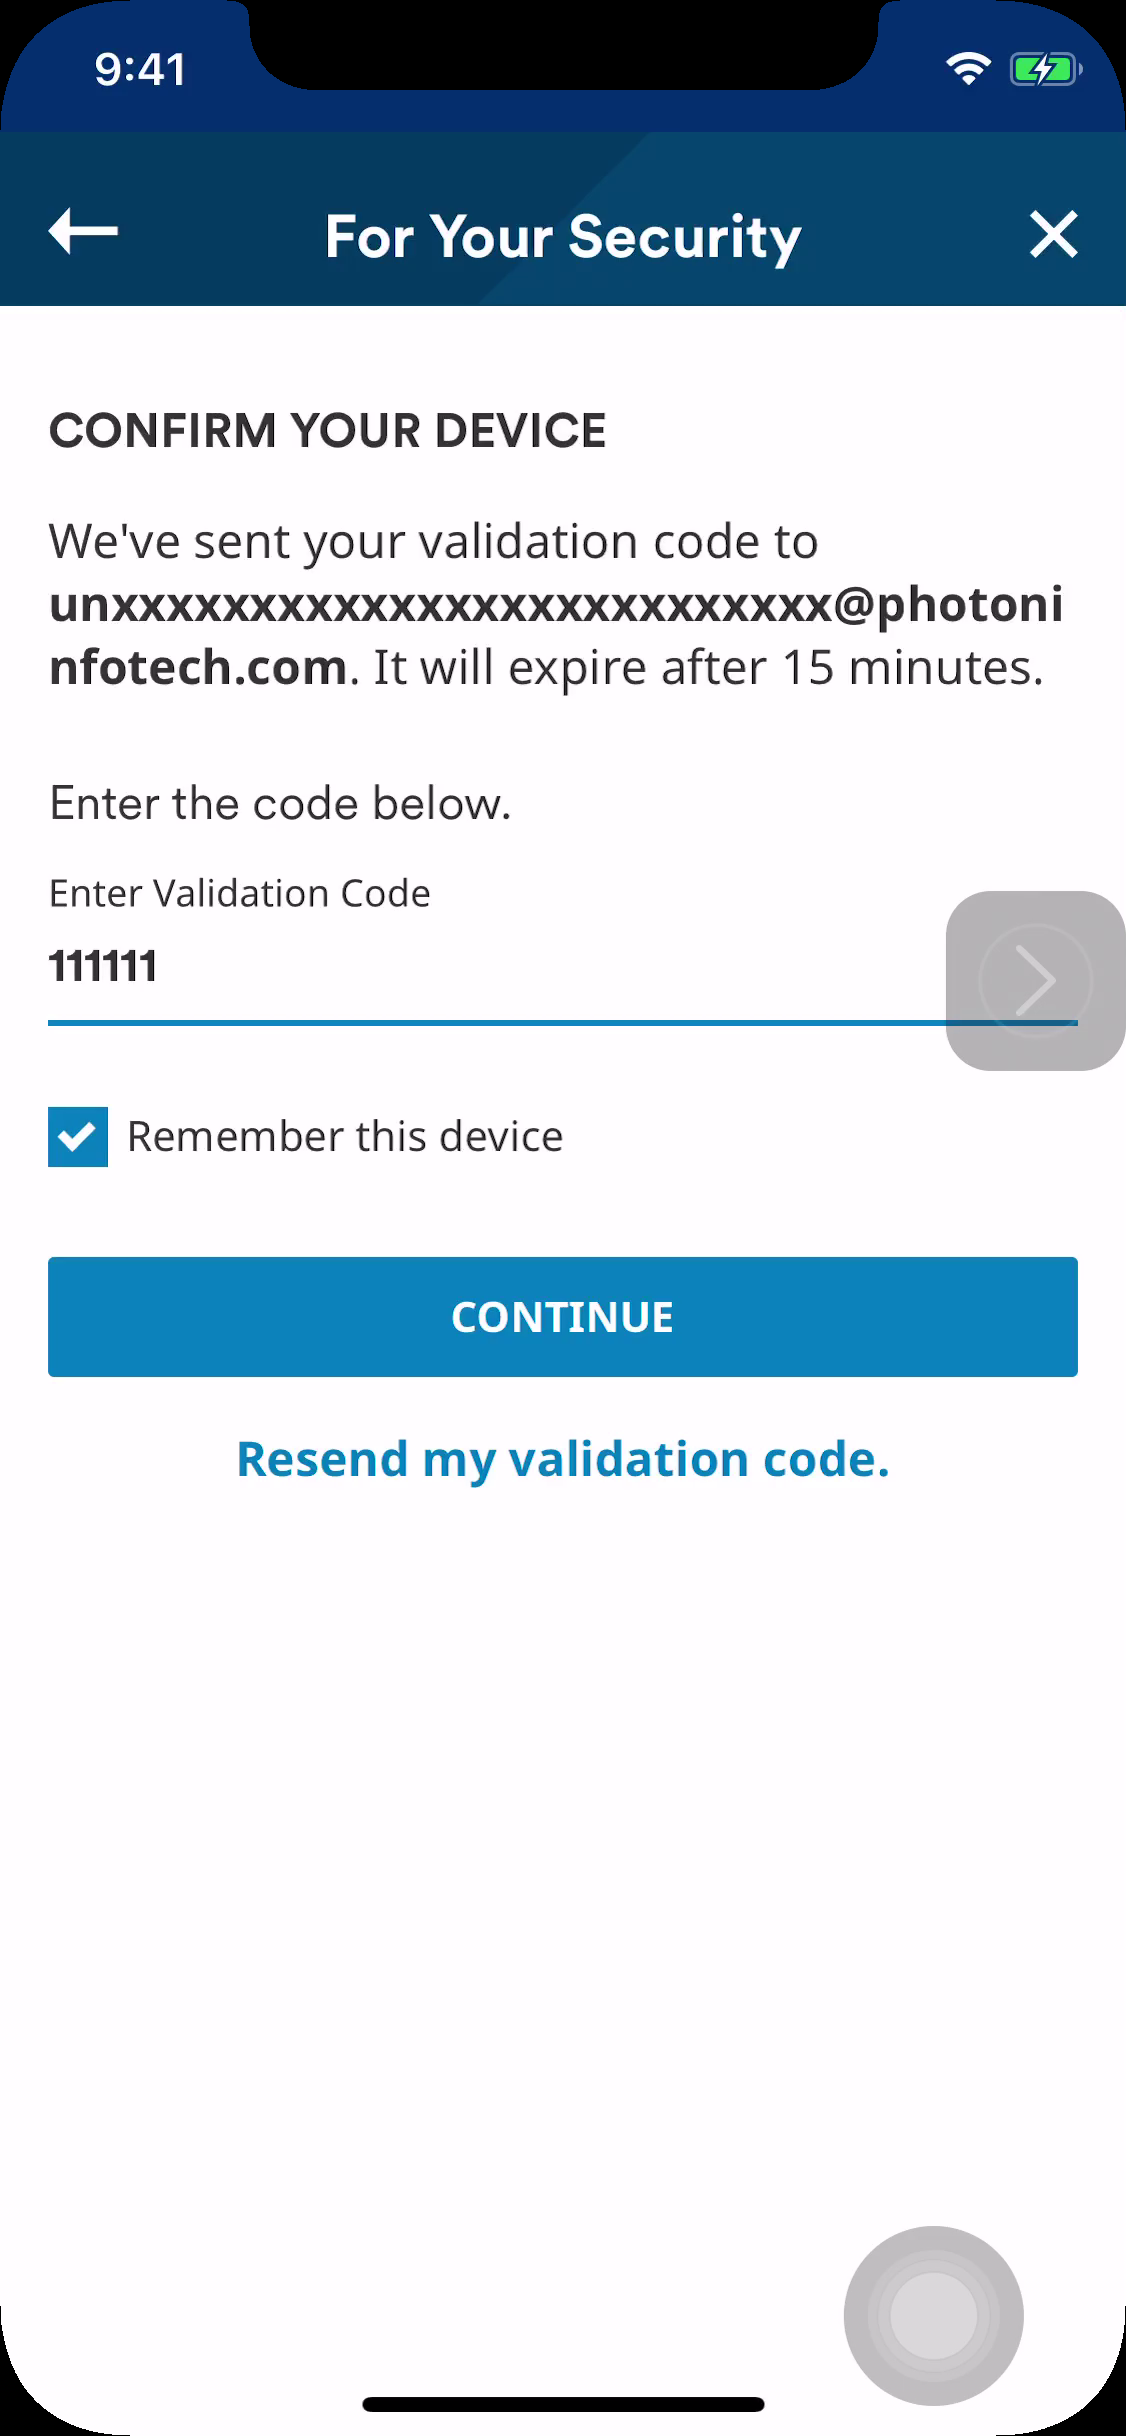 9:41
For Your Security
CONFIRM YOUR DEVICE
We've sent your validation code to
unxxxxxxxxxxxxxxxxxxxxxxxxxx@photoni
nfotech.com. It will expire after 15 minutes.
Enter the code below.
Enter Validation Code
111111
Remember this device
CONTINUE
Resend my validation code.